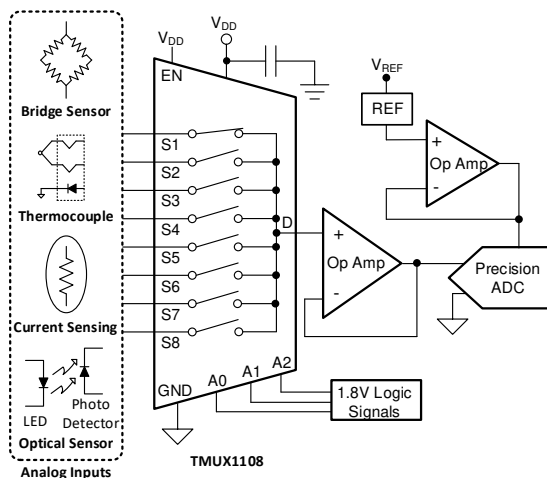 Bridge Sensor
Thermocouple
Current Sensing
LED
Photo
Detector
Optical Sensor
Analog Inputs
VDD
VDD
EN
S1
S2
S3
S4
S5
S6
S7
S8
D
GND
A0
A1
A2
TMUX1108
1.8V Logic
Signals
+
Op Amp
-
VREF
REF
+
Op Amp
-
Precision
ADC